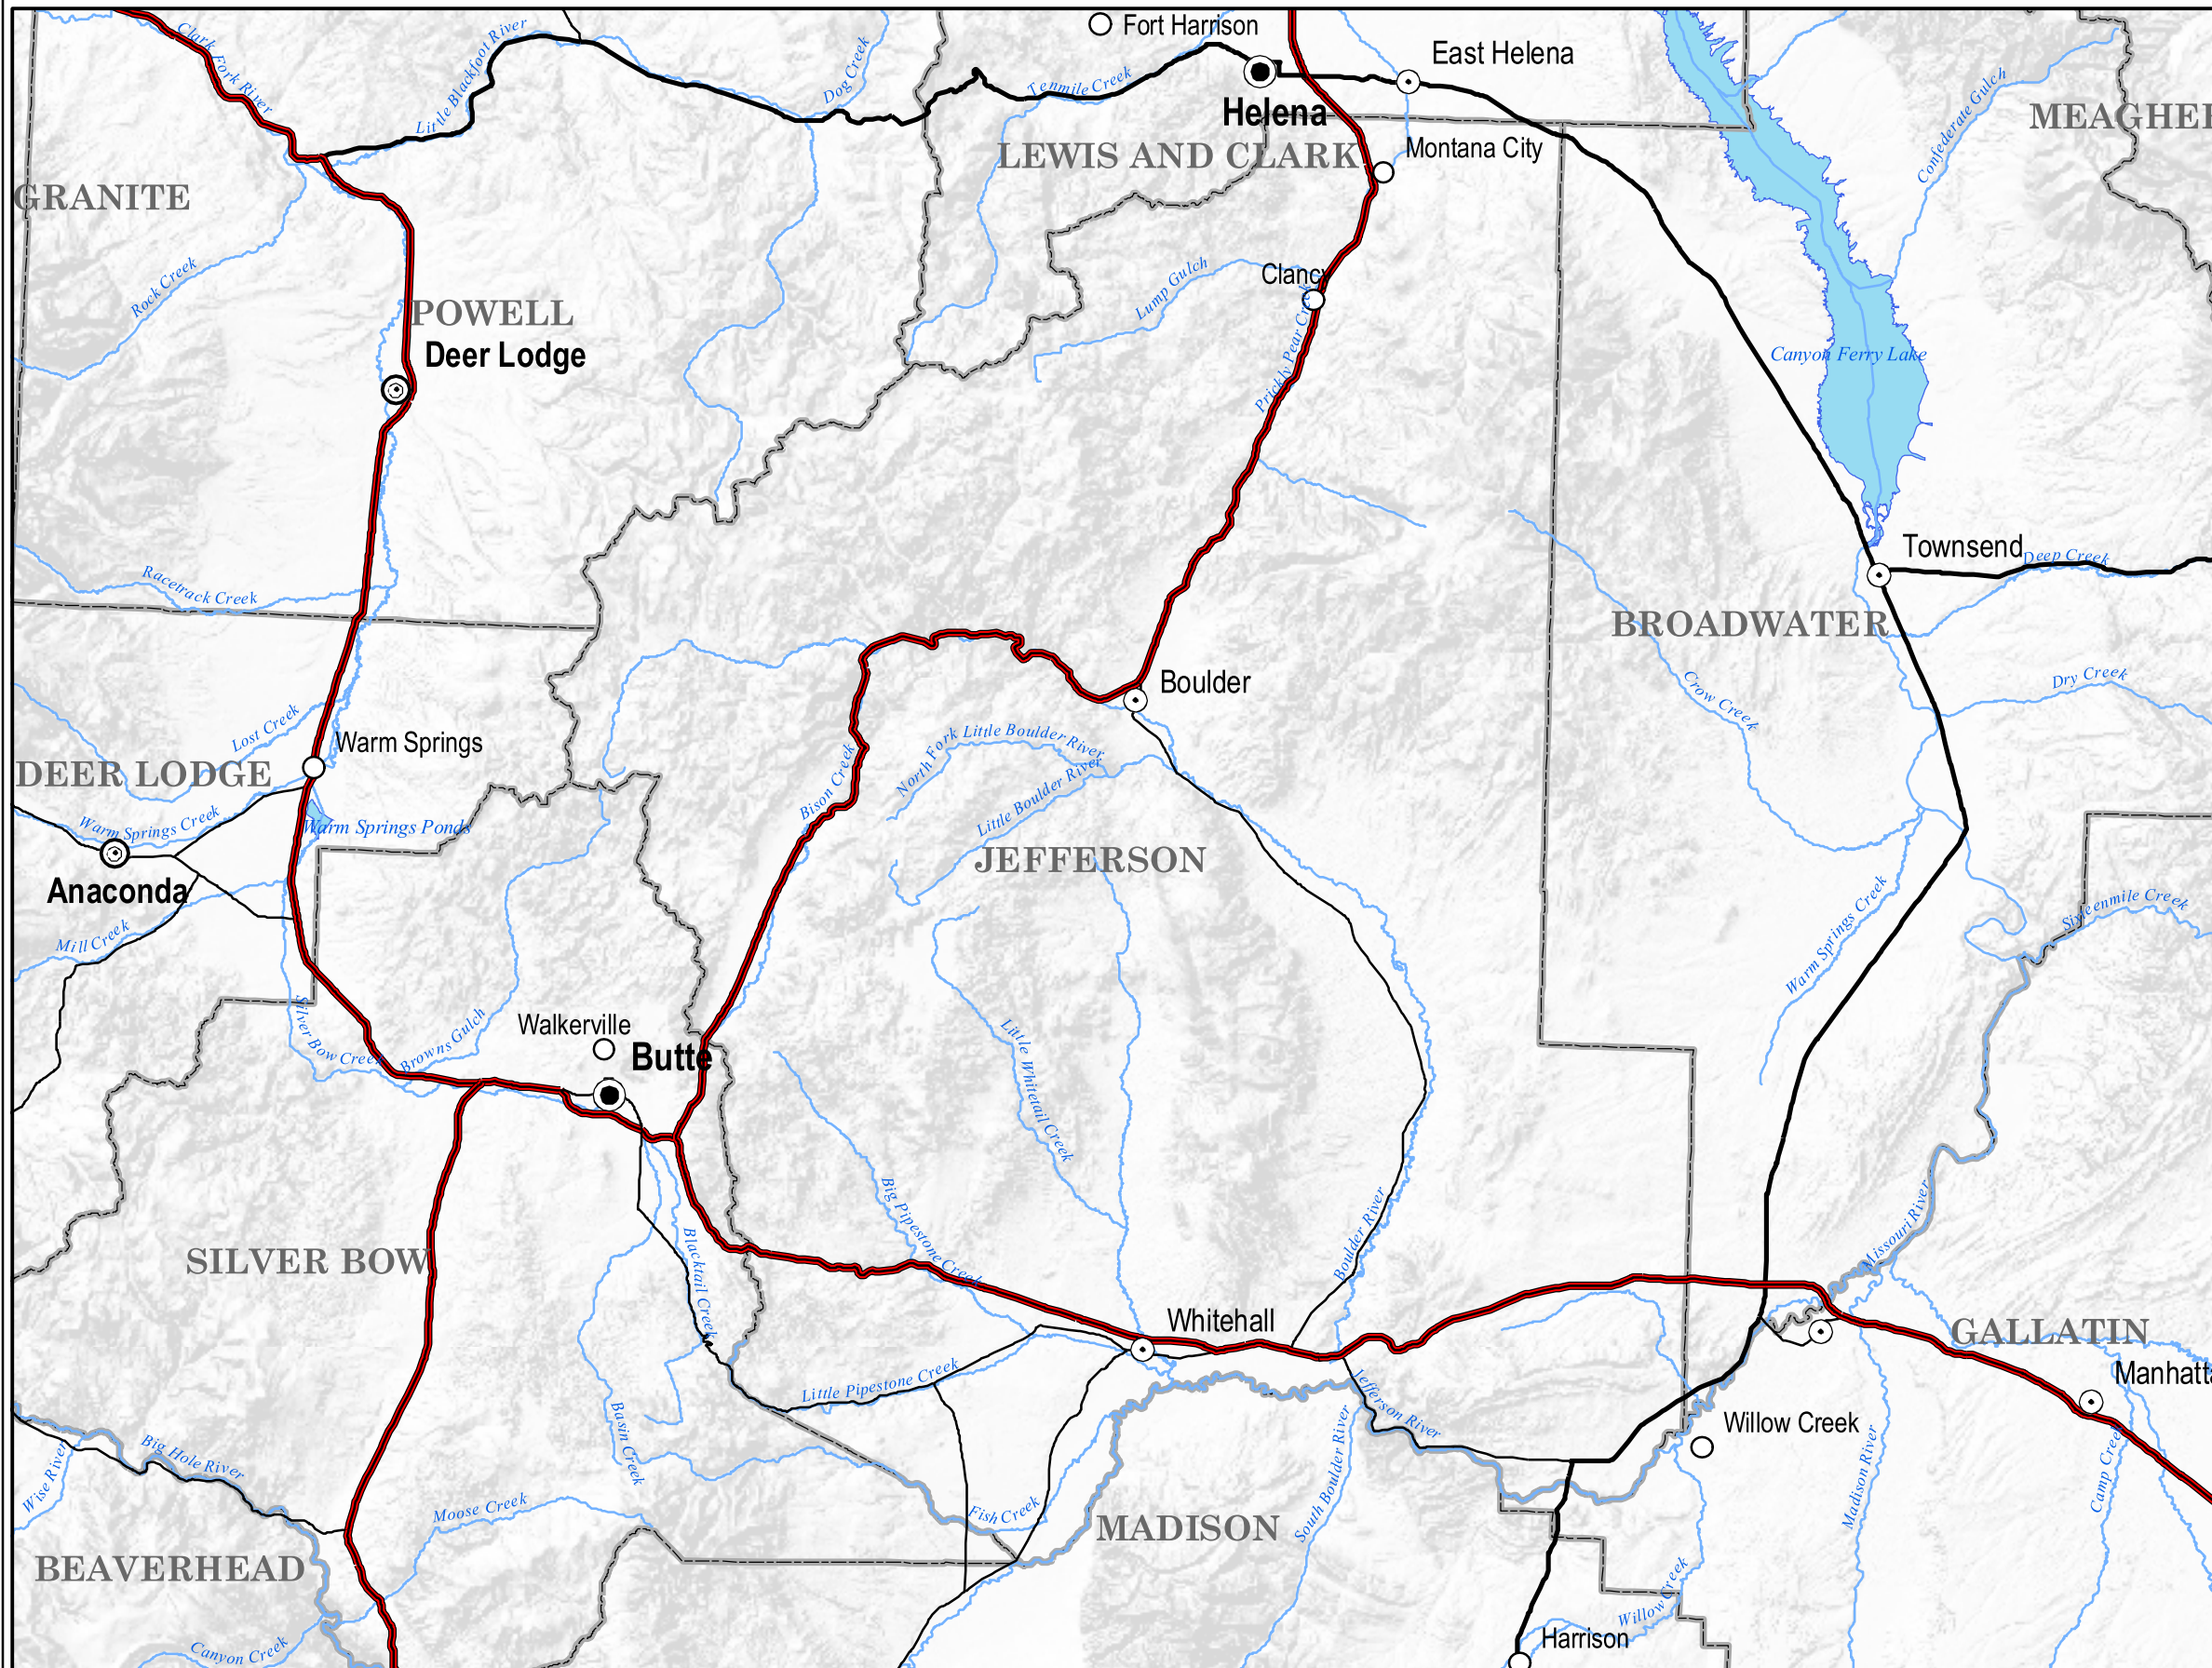 Fort Harrison
East Helena
Clark Fork River
Little Blackfoot River
Dog Creek
Tenmile Creek
Helena
LEWIS AND CLARK
Montana City
Confederate Gulch
MEAGHE
GRANITE
Rock Creek
POWELL
Deer Lodge
Lump Gulch
Clancy
Prickly Pear Creek
Canyon Ferry Lake
Townsend
Deep Creek
Racetrack Creek
BROADWATER
Boulder
Crow Creek
Dry Creek
Lost Creek
Warm Springs
DEER LODGE
Bison Creek
North Fork Little Boulder River
Little Boulder River
Warm Springs Creek
Warm Springs Ponds
JEFFERSON
Anaconda
Mill Creek
Warm Springs Creek
Sixteenmile Creek
Silver Bow Creek
Browns Gulch
Walkerville
Butte
Little Whitetail Creek
Big Pipestone Creek
Blacktail Creek
Boulder River
Missouri River
SILVER BOW
Whitehall
GALLATIN
Manhatt
Little Pipestone Creek
Jefferson River
Willow Creek
Basin Creek
Big Hole River
Wise River
Moose Creek
Fish Creek
MADISON
South Boulder River
Madison River
Camp Creek
BEAVERHEAD
Willow Creek
Canyon Creek
Harrison